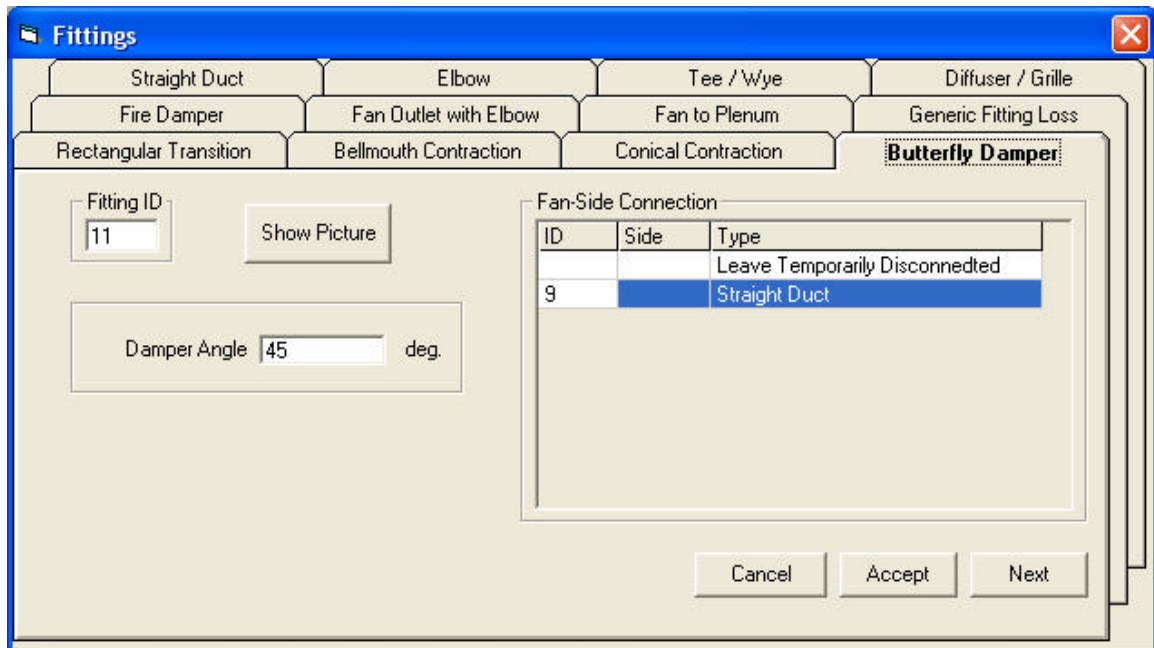 Fittings
Straight Duct Elbow Tee / Wye Diffuser / Grille
Fire Damper Fan Outlet with Elbow Fan to Plenum Generic Fitting Loss
Rectangular Transition Bellmouth Contraction Conical Contraction Butterfly Damper
Fitting ID
11
Show Picture
Damper Angle 45 deg.
Fan-Side Connection
ID Side Type
Leave Temporarily Disconnedted
9 Straight Duct
Cancel Accept Next